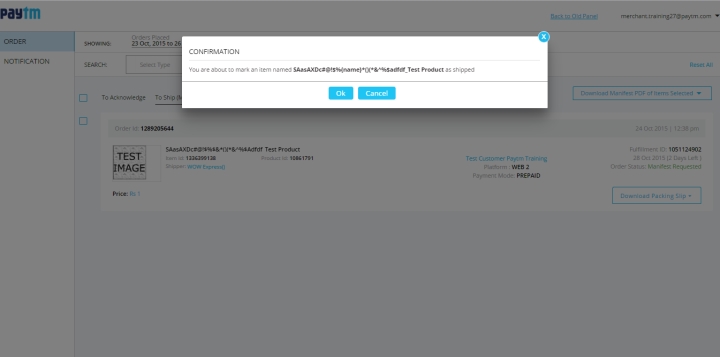 paytm
Back to Old Panel
merchant.training27@paytm.com
ORDER
NOTIFICATION
SHOWING:
Orders Placed
23 Oct, 2015 to 26
SEARCH:
Select Type
Reset All
X
CONFIRMATION
You are about to mark an item named SAasAXDc#@!$%{name}*()(*&^%$adfdf_Test Product as shipped
Ok
Cancel
To Acknowledge
To Ship
Download Manifest PDF of Items Selected
Order Id: 1289205644
24 Oct 2015 | 12:38 pm
TEST
IMAGE
SAasAXDc#@!%#&*()(*&^%#Adfdf Test Product
Item Id 1336399138
Product Id: 10861791
Shipper: WOW Express()
Test Customer Paytm Training
Platform: WEB 2
Payment Mode: PREPAID
Fulfilment ID: 1051124902
28 Oct 2015 (2 Days Left )
Order Status: Manifest Requested
Price: Rs 1
Download Packing Slip